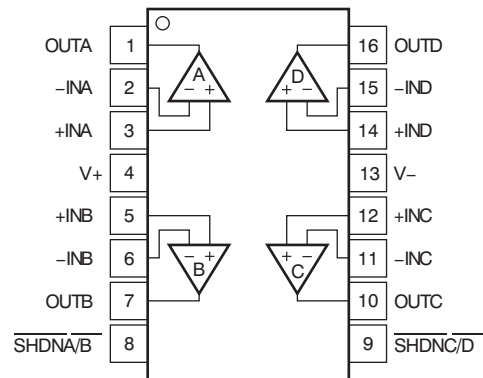 OUTA 1 16 OUTD
−INA 2 A D 15 −IND
− + + −
+INA 3 14 +IND
V+ 4 13 V−
+INB 5 12 +INC
− + + −
−INB 6 B C 11 −INC
OUTB 7 10 OUTC
SHDNA/B 8 9 SHDNC/D